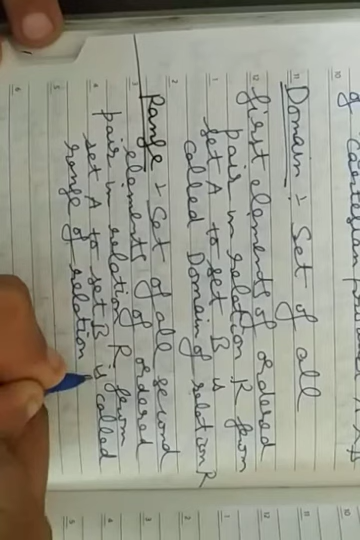 of cartesian
Domain :- Set of all
first elements of ordered
pair in relation R from
set A to set B is
called Domain of relation R
Range :- Set of all second
elements of ordered
pair in relation R from
set A to set B is called
range of relation